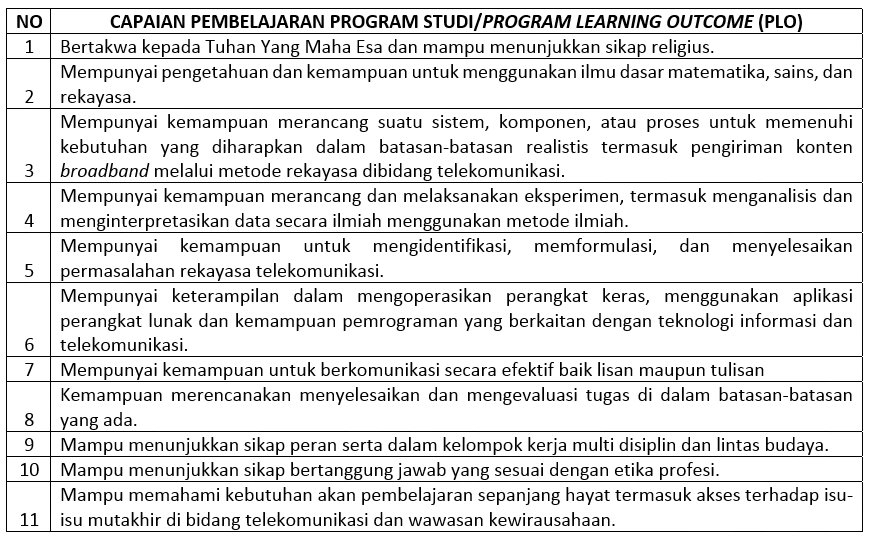 NO CAPAIAN PEMBELAJARAN PROGRAM STUDI/PROGRAM LEARNING OUTCOME (PLO)
1 Bertakwa kepada Tuhan Yang Maha Esa dan mampu menunjukkan sikap religius.
Mempunyai pengetahuan dan kemampuan untuk menggunakan ilmu dasar matematika, sains, dan
2 rekayasa.
Mempunyai kemampuan merancang suatu sistem, komponen, atau proses untuk memenuhi
kebutuhan yang diharapkan dalam batasan-batasan realistis termasuk pengiriman konten
3 broadband melalui metode rekayasa dibidang telekomunikasi.
Mempunyai kemampuan merancang dan melaksanakan eksperimen, termasuk menganalisis dan
4 menginterpretasikan data secara ilmiah menggunakan metode ilmiah.
Mempunyai kemampuan untuk mengidentifikasi, memformulasi, dan menyelesaikan
5 permasalahan rekayasa telekomunikasi.
Mempunyai keterampilan dalam mengoperasikan perangkat keras, menggunakan aplikasi
perangkat lunak dan kemampuan pemrograman yang berkaitan dengan teknologi informasi dan
6 telekomunikasi.
7 Mempunyai kemampuan untuk berkomunikasi secara efektif baik lisan maupun tulisan
Kemampuan merencanakan menyelesaikan dan mengevaluasi tugas di dalam batasan-batasan
8 yang ada.
9 Mampu menunjukkan sikap peran serta dalam kelompok kerja multi disiplin dan lintas budaya.
10 Mampu menunjukkan sikap bertanggung jawab yang sesuai dengan etika profesi.
Mampu memahami kebutuhan akan pembelajaran sepanjang hayat termasuk akses terhadap isu-
11 isu mutakhir di bidang telekomunikasi dan wawasan kewirausahaan.